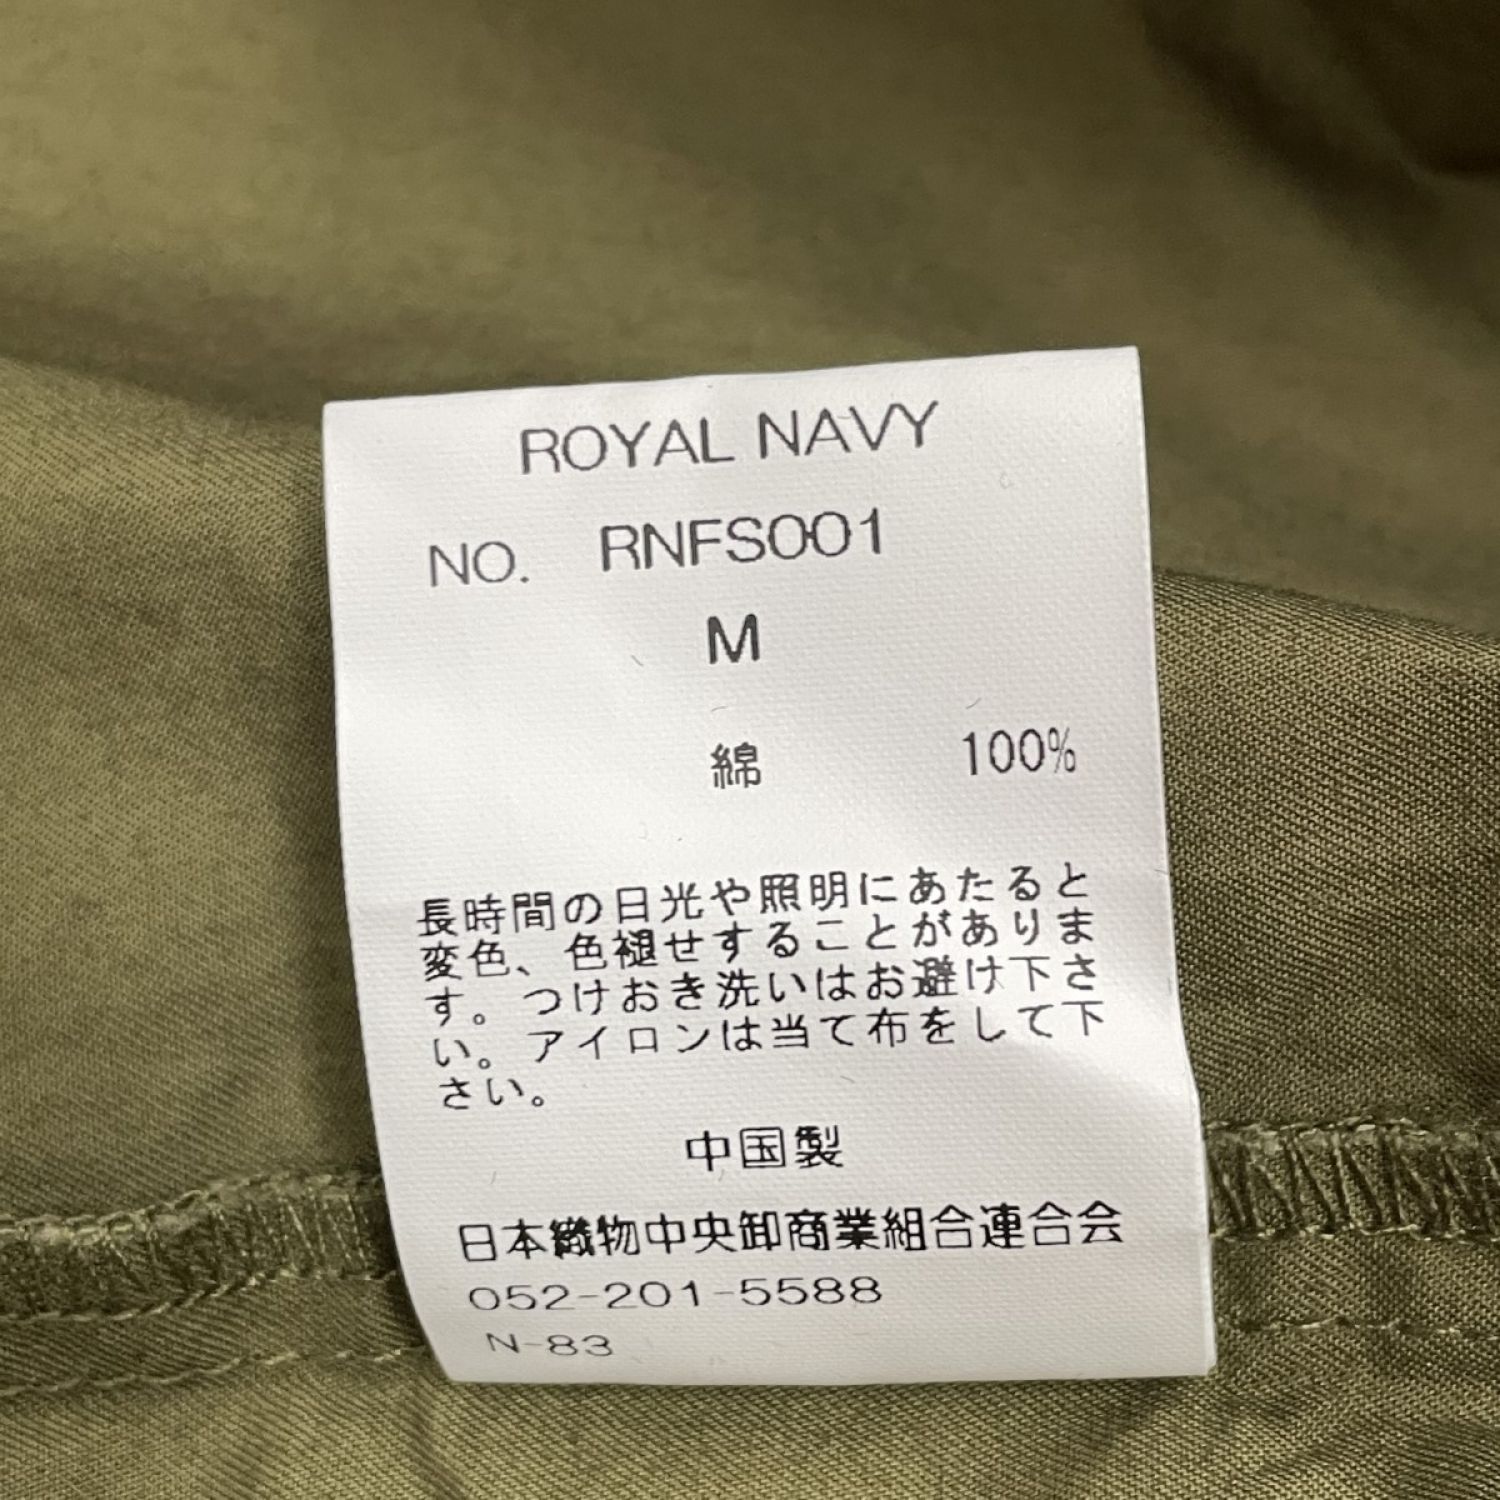 ROYAL NAVY
NO. RNFS001
M
綿 100%
長時間の日光や照明にあたると
変色、色褪せすることがありま
す。つけおき洗いはお避け下さ
い。アイロンは当て布をして下
さい。
中国製
日本織物中央卸商業組合連合会
052-201-5588
N-83